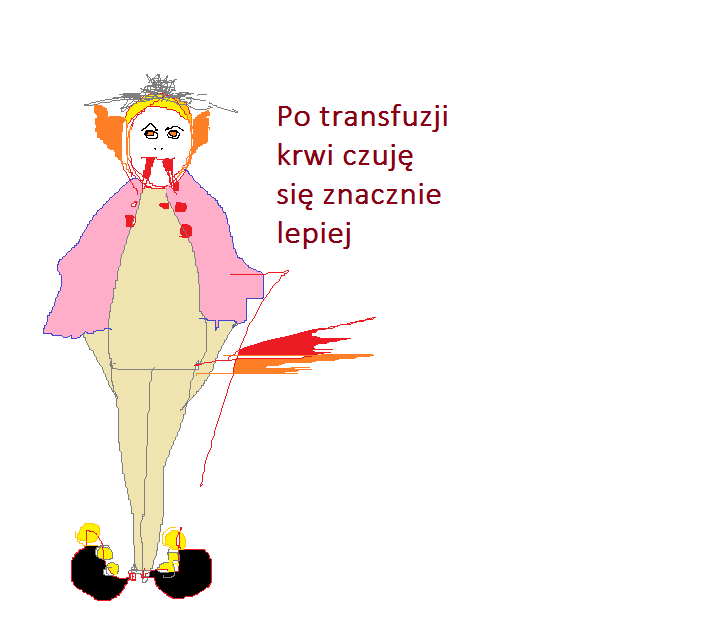 Po transfuzji
krwi czuję
się znacznie
lepiej